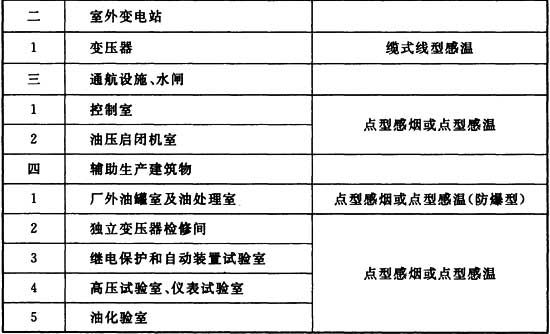 二 室外变电站
1 变压器 缆式线型感温
三 通航设施、水闸
1 控制室
点型感烟或点型感温
2 油压启闭机室
四 辅助生产建筑物
1 厂外油罐室及油处理室 点型感烟或点型感温(防爆型)
2 独立变压器检修间
3 继电保护和自动装置试验室
点型感烟或点型感温
4 高压试验室、仪表试验室
5 油化验室